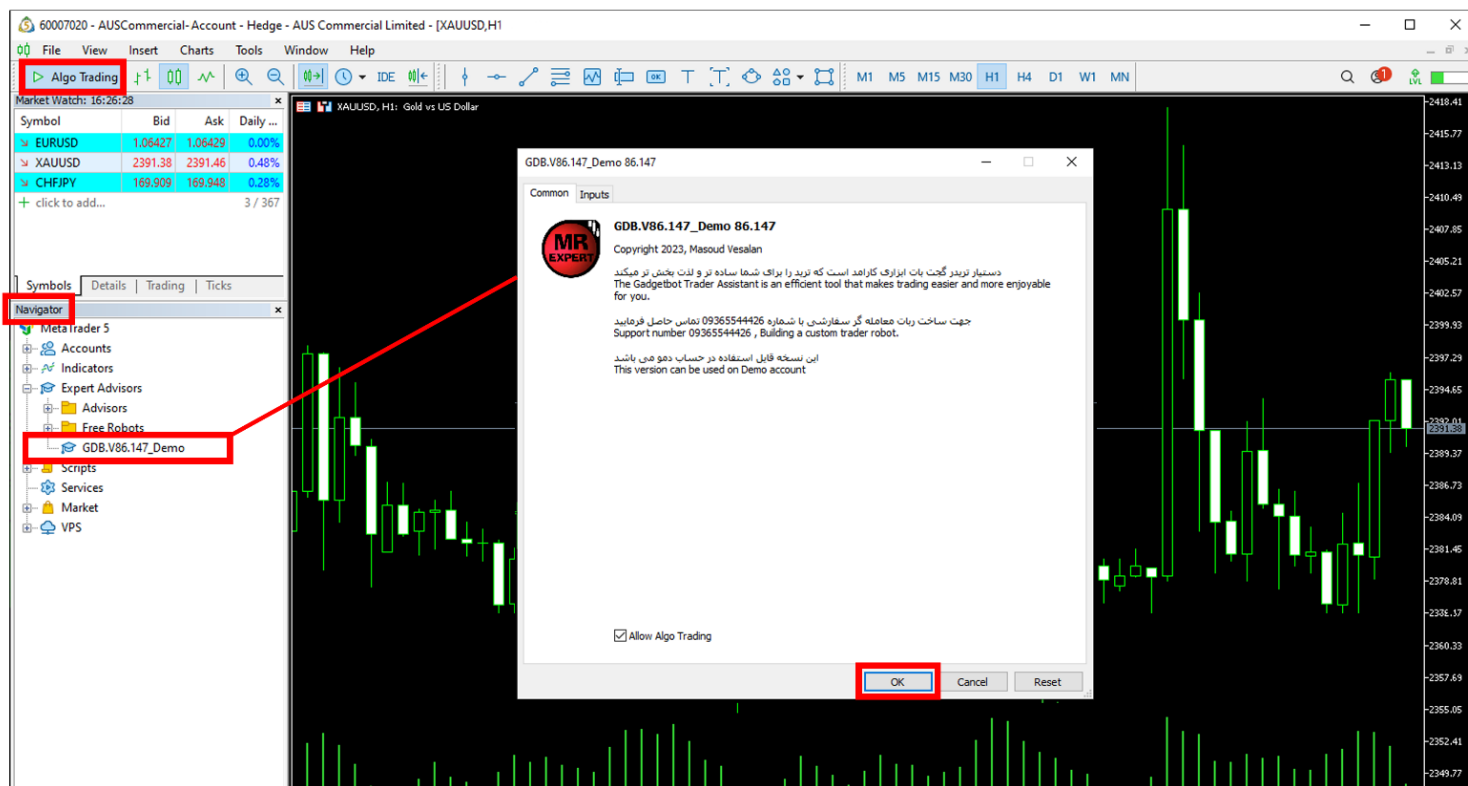 60007020 - AUSCommercial-Account - Hedge - AUS Commercial Limited - [XAUUSD,H1
File View Insert Charts Tools Window Help
Algo Trading IDE OK T T M1 M5 M15 M30 H1 H4 D1 W1 MN 1 LVL
Market Watch: 16:26:28
Symbol Bid Ask Daily ...
EURUSD 1.06427 1.06429 0.00%
XAUUSD 2391.38 2391.46 0.48%
CHFJPY 169.909 169.948 0.28%
click to add... 3 / 367
Symbols Details Trading Ticks
Navigator
MetaTrader 5
Accounts
Indicators
Expert Advisors
Advisors
Free Robots
GDB.V86.147_Demo
Scripts
Services
Market
VPS
XAUUSD, H1: Gold vs US Dollar
GDB.V86.147_Demo 86.147
Common Inputs
MR
EXPERT
GDB.V86.147_Demo 86.147
Copyright 2023, Masoud Vesalan
دستیار تریدر گجت بات ابزاری کارامد است که ترید را برای شما ساده تر و لذت بخش تر میکند
The Gadgetbot Trader Assistant is an efficient tool that makes trading easier and more enjoyable
for you.
جهت ساخت ربات معامله گر سفارشی با شماره 09365544426 تماس حاصل فرمایید
Support number 09365544426 , Building a custom trader robot.
این نسخه قابل استفاده در حساب دمو می باشد
This version can be used on Demo account
Allow Algo Trading
OK Cancel Reset
2418.41
2415.77
2413.13
2410.49
2407.85
2405.21
2402.57
2399.93
2397.29
2394.65
2392.01
2391.38
2389.37
2386.73
2384.09
2381.45
2378.81
2360.33
2357.69
2355.05
2352.41
2349.77